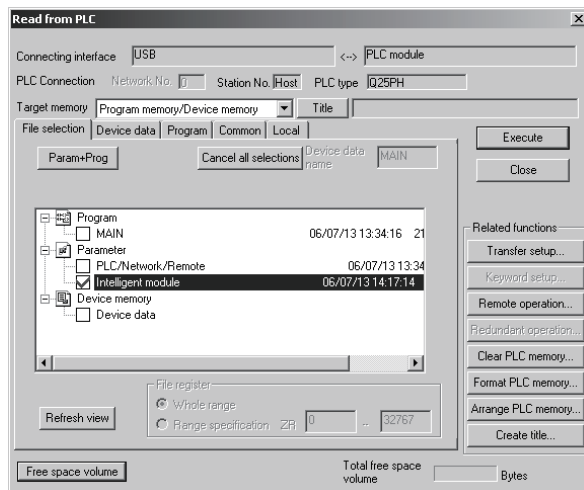 Read from PLC
Connecting interface USB <--> PLC module
PLC Connection Network No. 0 Station No. Host PLC type Q25PH
Target memory Program memory/Device memory Title
File selection Device data Program Common Local
Execute
Param+Prog Cancel all selections Device data name MAIN
Close
Program
MAIN 06/07/13 13:34:16 21
Parameter
PLC/Network/Remote 06/07/13 13:34
Intelligent module 06/07/13 14:17:14
Device memory
Device data
Related functions
Transfer setup...
Keyword setup...
Remote operation...
Redundant operation...
Clear PLC memory...
Format PLC memory...
Arrange PLC memory...
Create title...
File register
Whole range
Range specification ZR 0 .. 32767
Refresh view
Free space volume Total free space volume Bytes